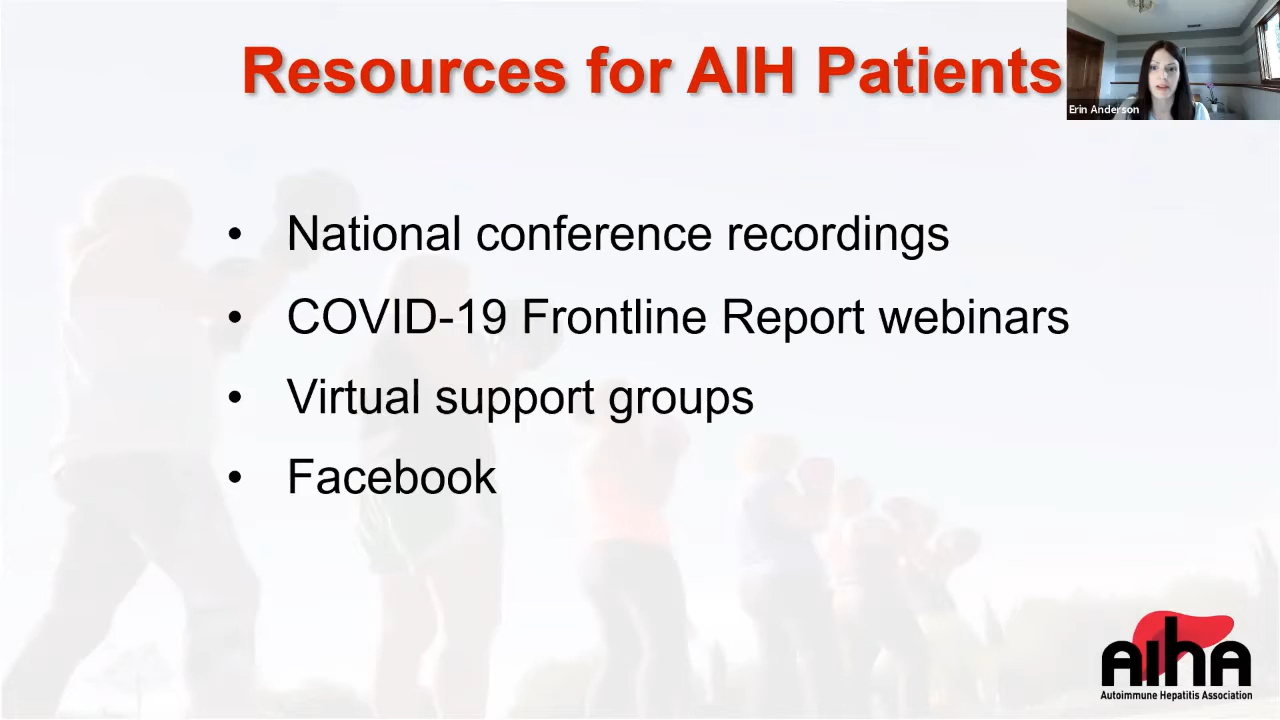 Resources for AIH Patients
Erin Anderson
• National conference recordings
• COVID-19 Frontline Report webinars
• Virtual support groups
• Facebook
AIHA
Autoimmune Hepatitis Association